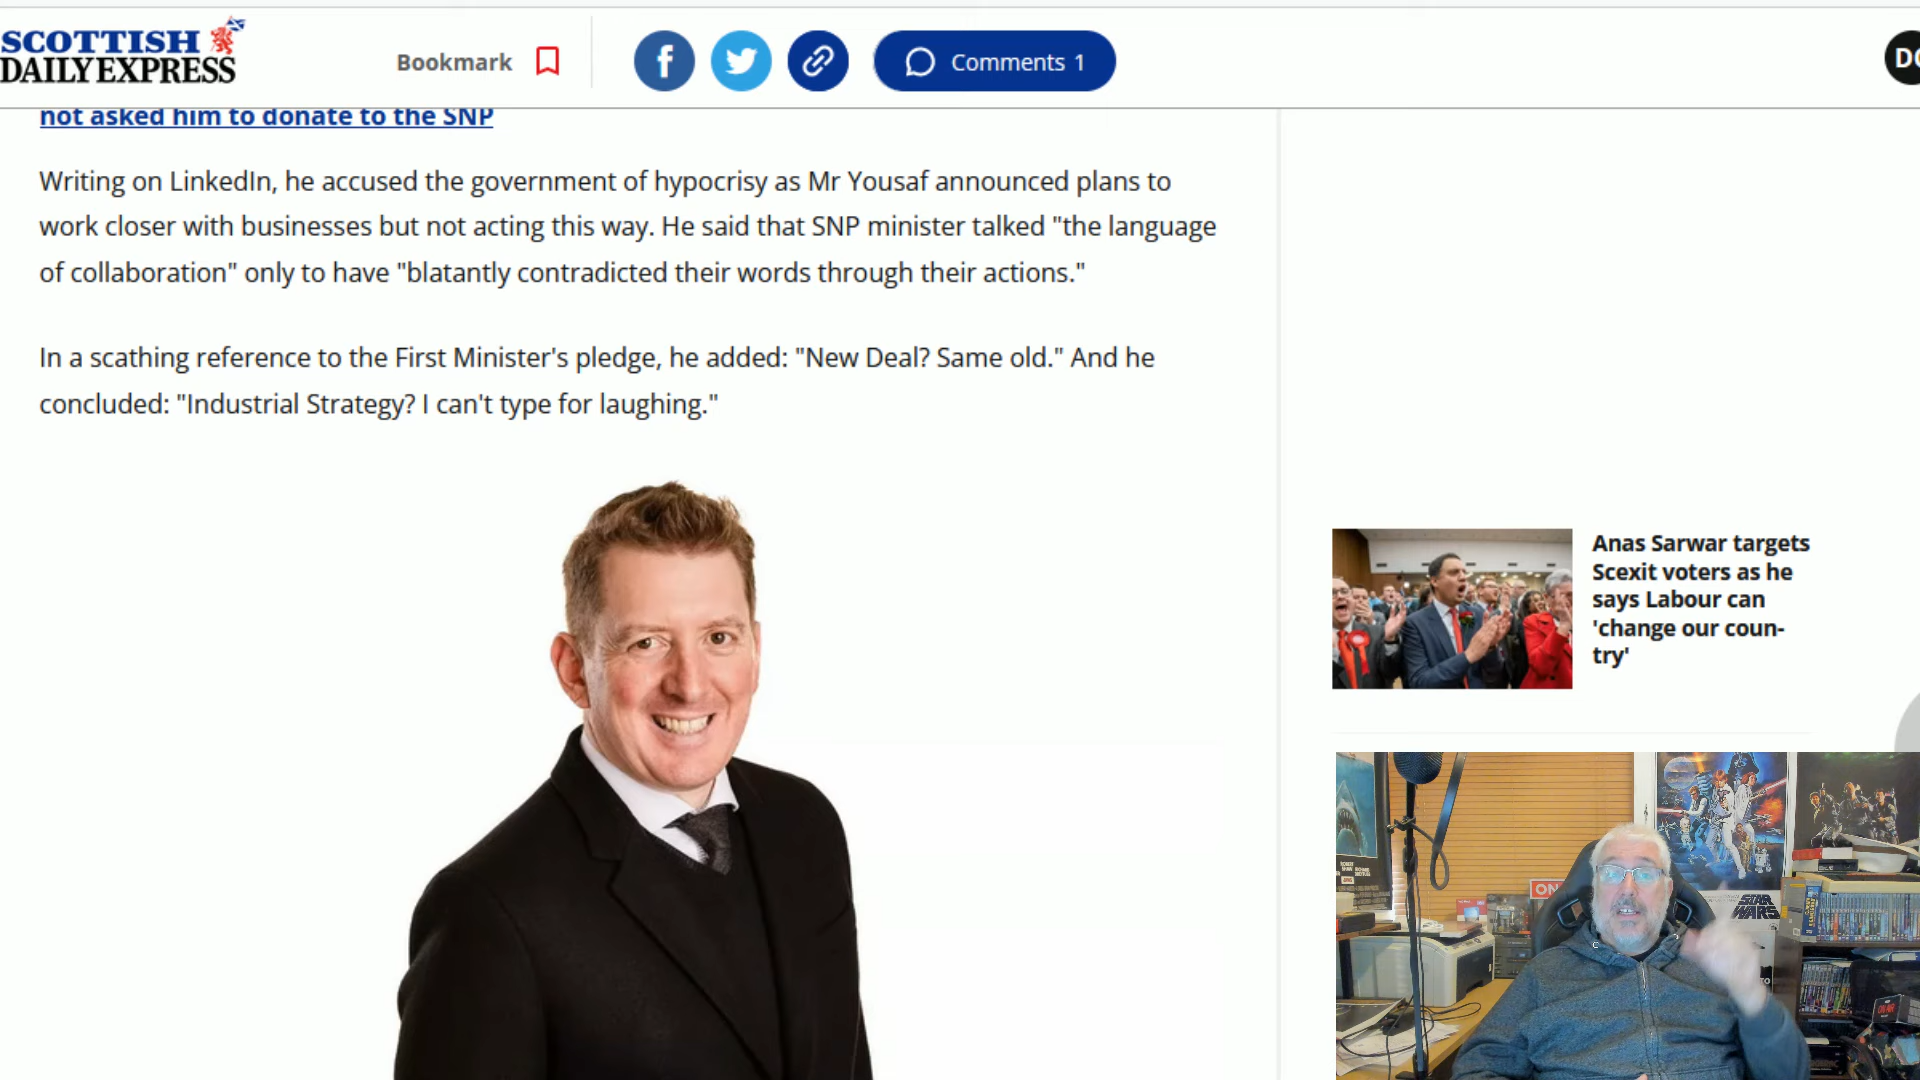 SCOTTISH
DAILY EXPRESS
Bookmark
Comments 1
not asked him to donate to the SNP
Writing on LinkedIn, he accused the government of hypocrisy as Mr Yousaf announced plans to
work closer with businesses but not acting this way. He said that SNP minister talked "the language
of collaboration" only to have "blatantly contradicted their words through their actions."
In a scathing reference to the First Minister's pledge, he added: "New Deal? Same old." And he
concluded: "Industrial Strategy? I can't type for laughing."
Anas Sarwar targets
Scexit voters as he
says Labour can
'change our coun-
try'
ON
STAR
WARS
ON AIR